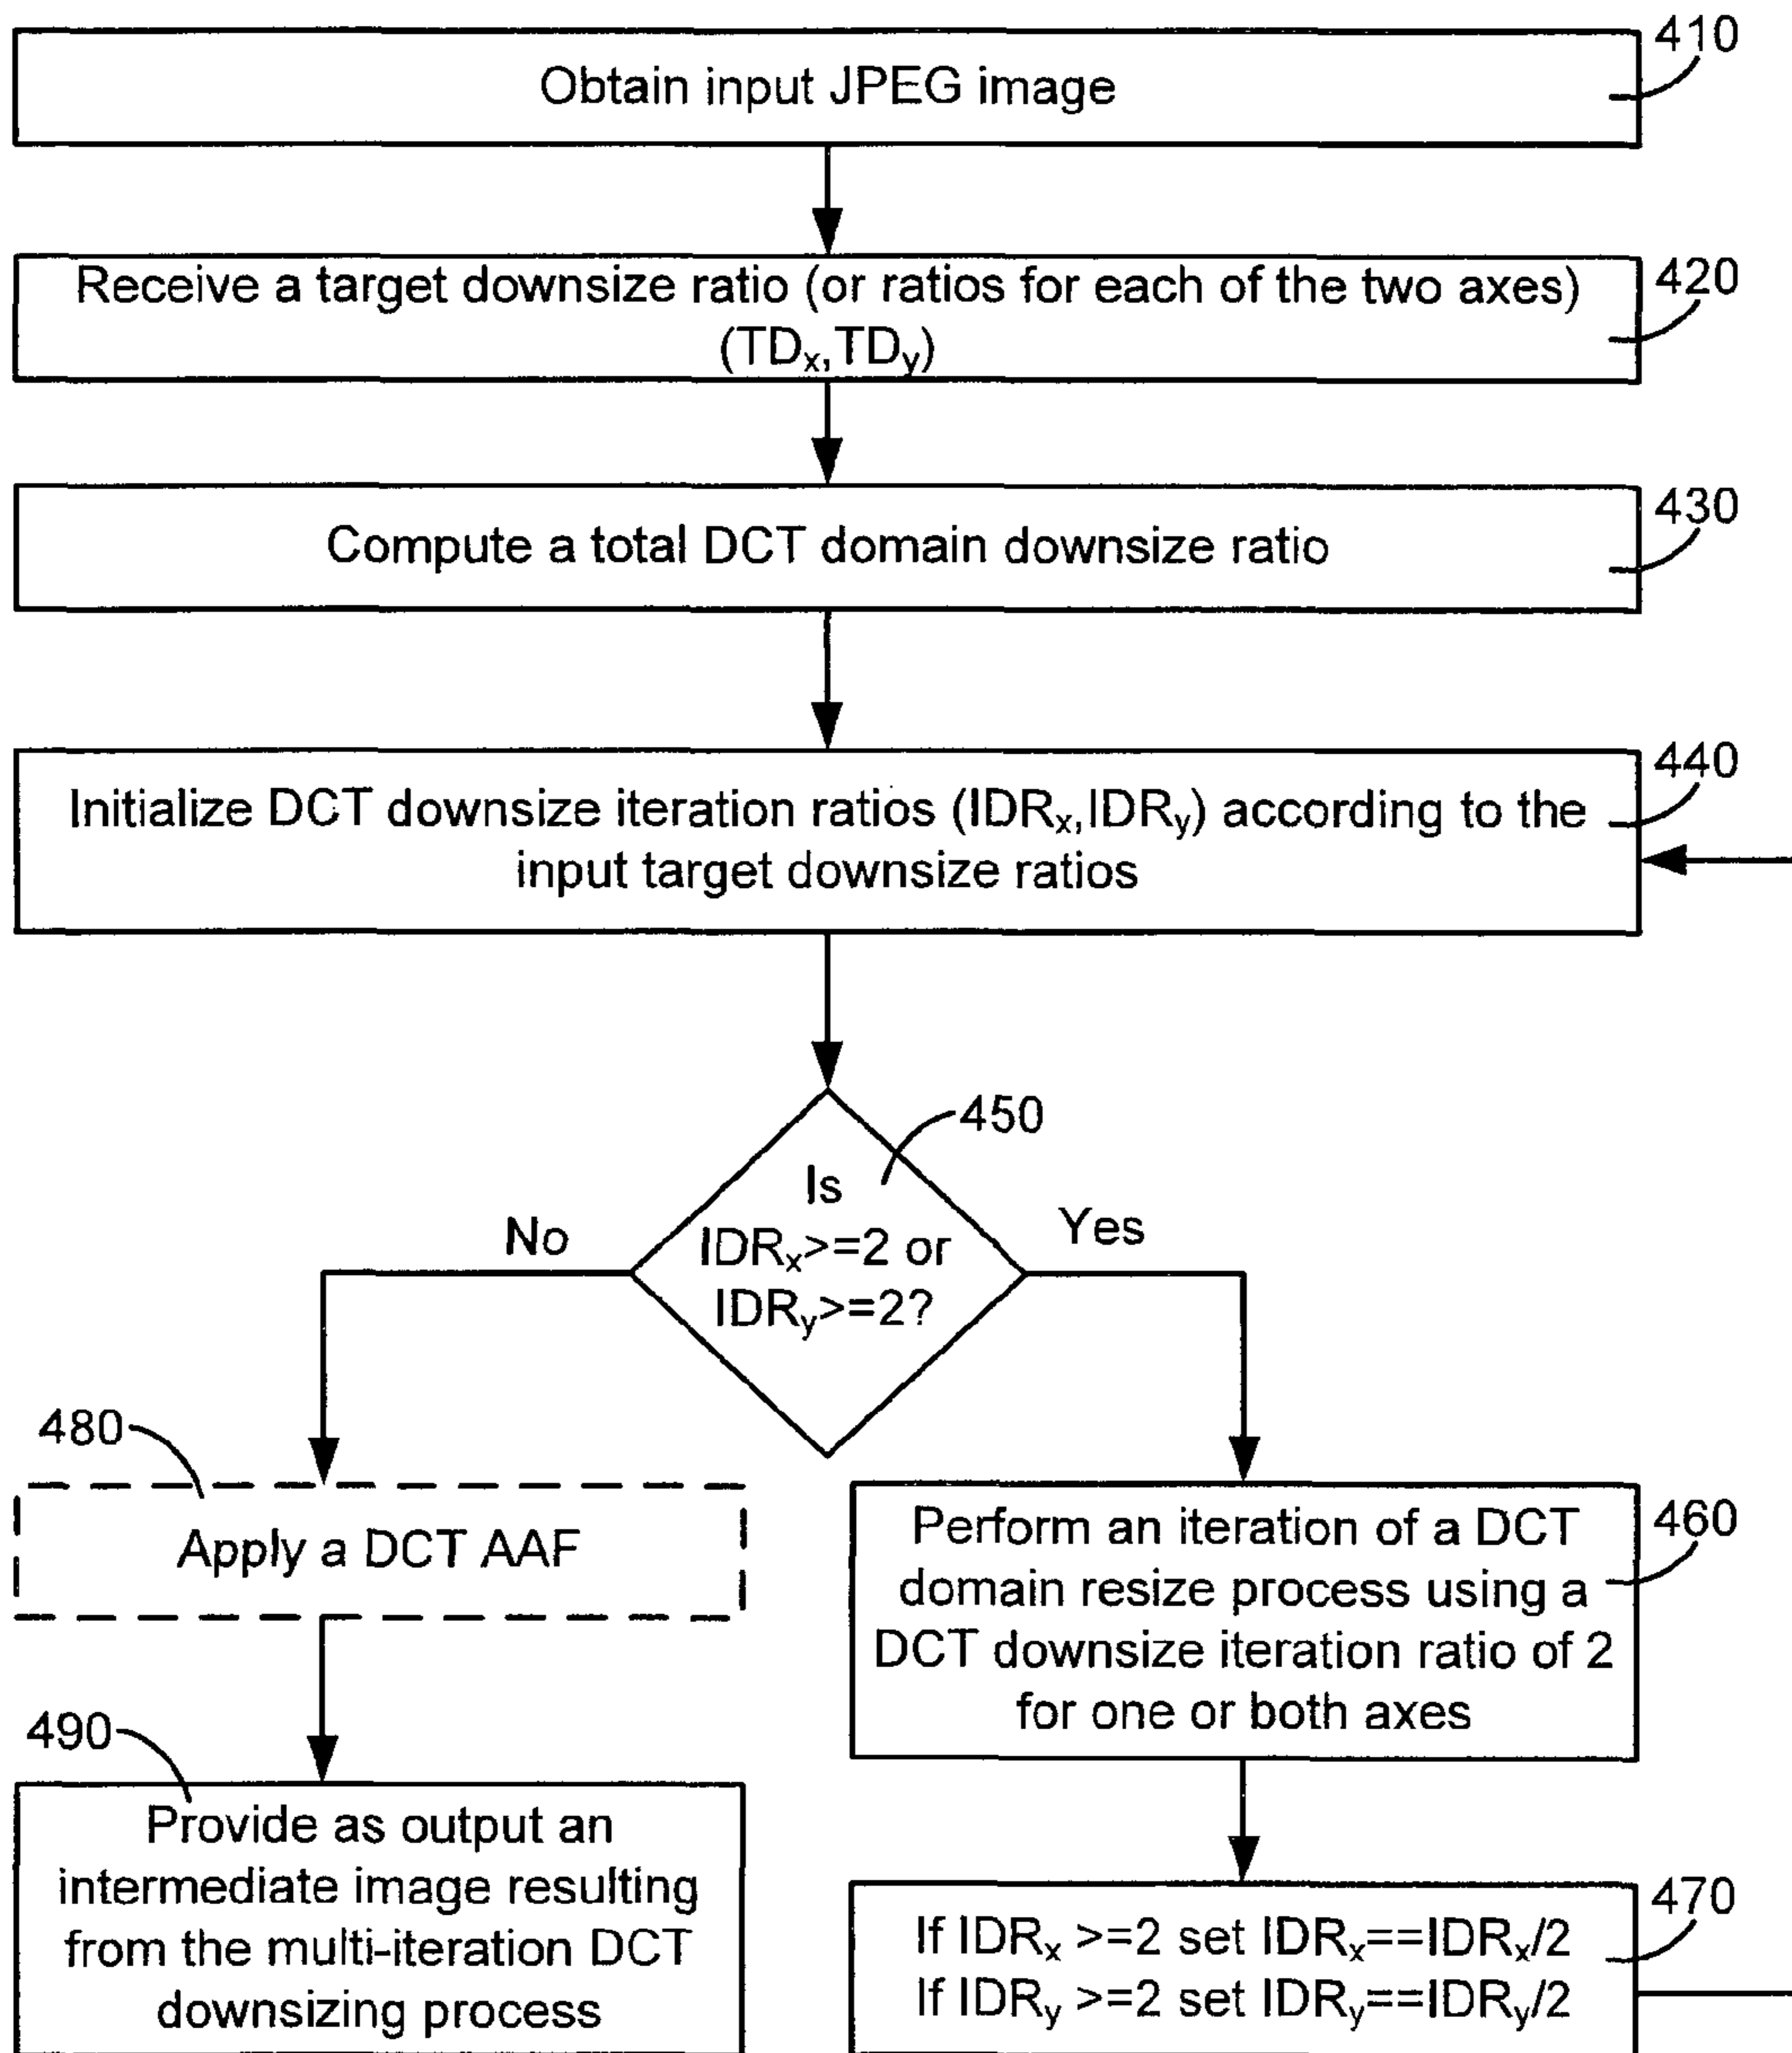 410
Obtain input JPEG image
Receive a target downsize ratio (or ratios for each of the two axes)
(TDx,TDy)
420
Compute a total DCT domain downsize ratio
430
440
Initialize DCT downsize iteration ratios (IDRx,IDRy) according to the
input target downsize ratios
450
Is
IDRx>=2 or
IDRy>=2?
No
Yes
480
Apply a DCT AAF
460
Perform an iteration of a DCT
domain resize process using a
DCT downsize iteration ratio of 2
for one or both axes
490
Provide as output an
intermediate image resulting
from the multi-iteration DCT
downsizing process
470
If IDRx >=2 set IDRx==IDRx/2
If IDRy >=2 set IDRy==IDRy/2